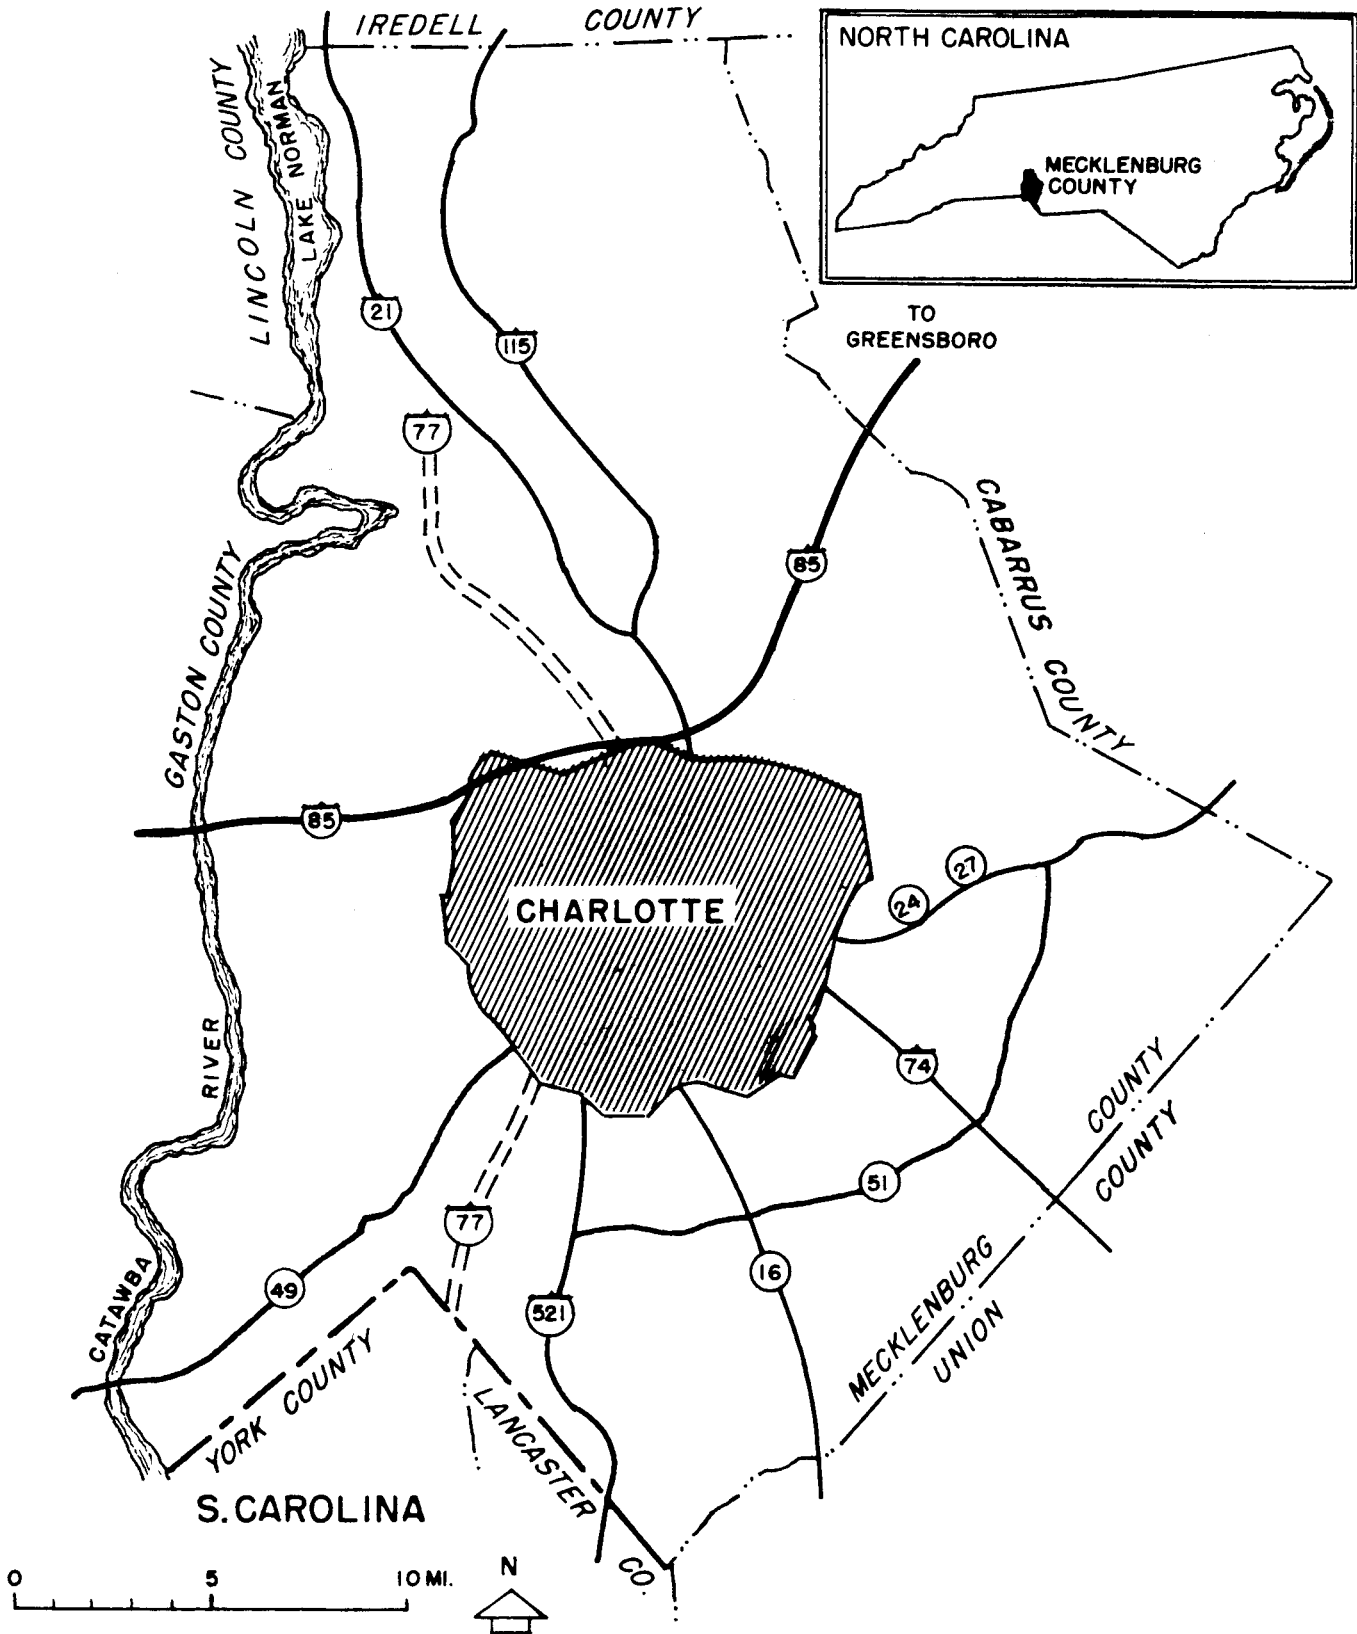 IREDELL COUNTY
NORTH CAROLINA
MECKLENBURG
COUNTY
LINCOLN COUNTY
LAKE NORMAN
21
115
TO
GREENSBORO
77
85
CABARRUS COUNTY
GASTON COUNTY
85
CHARLOTTE
27
24
RIVER
74
COUNTY
COUNTY
51
77
16
49
521
CATAWBA
MECKLENBURG
UNION
YORK COUNTY
LANCASTER
CO.
S. CAROLINA
0 5 10 MI.
N